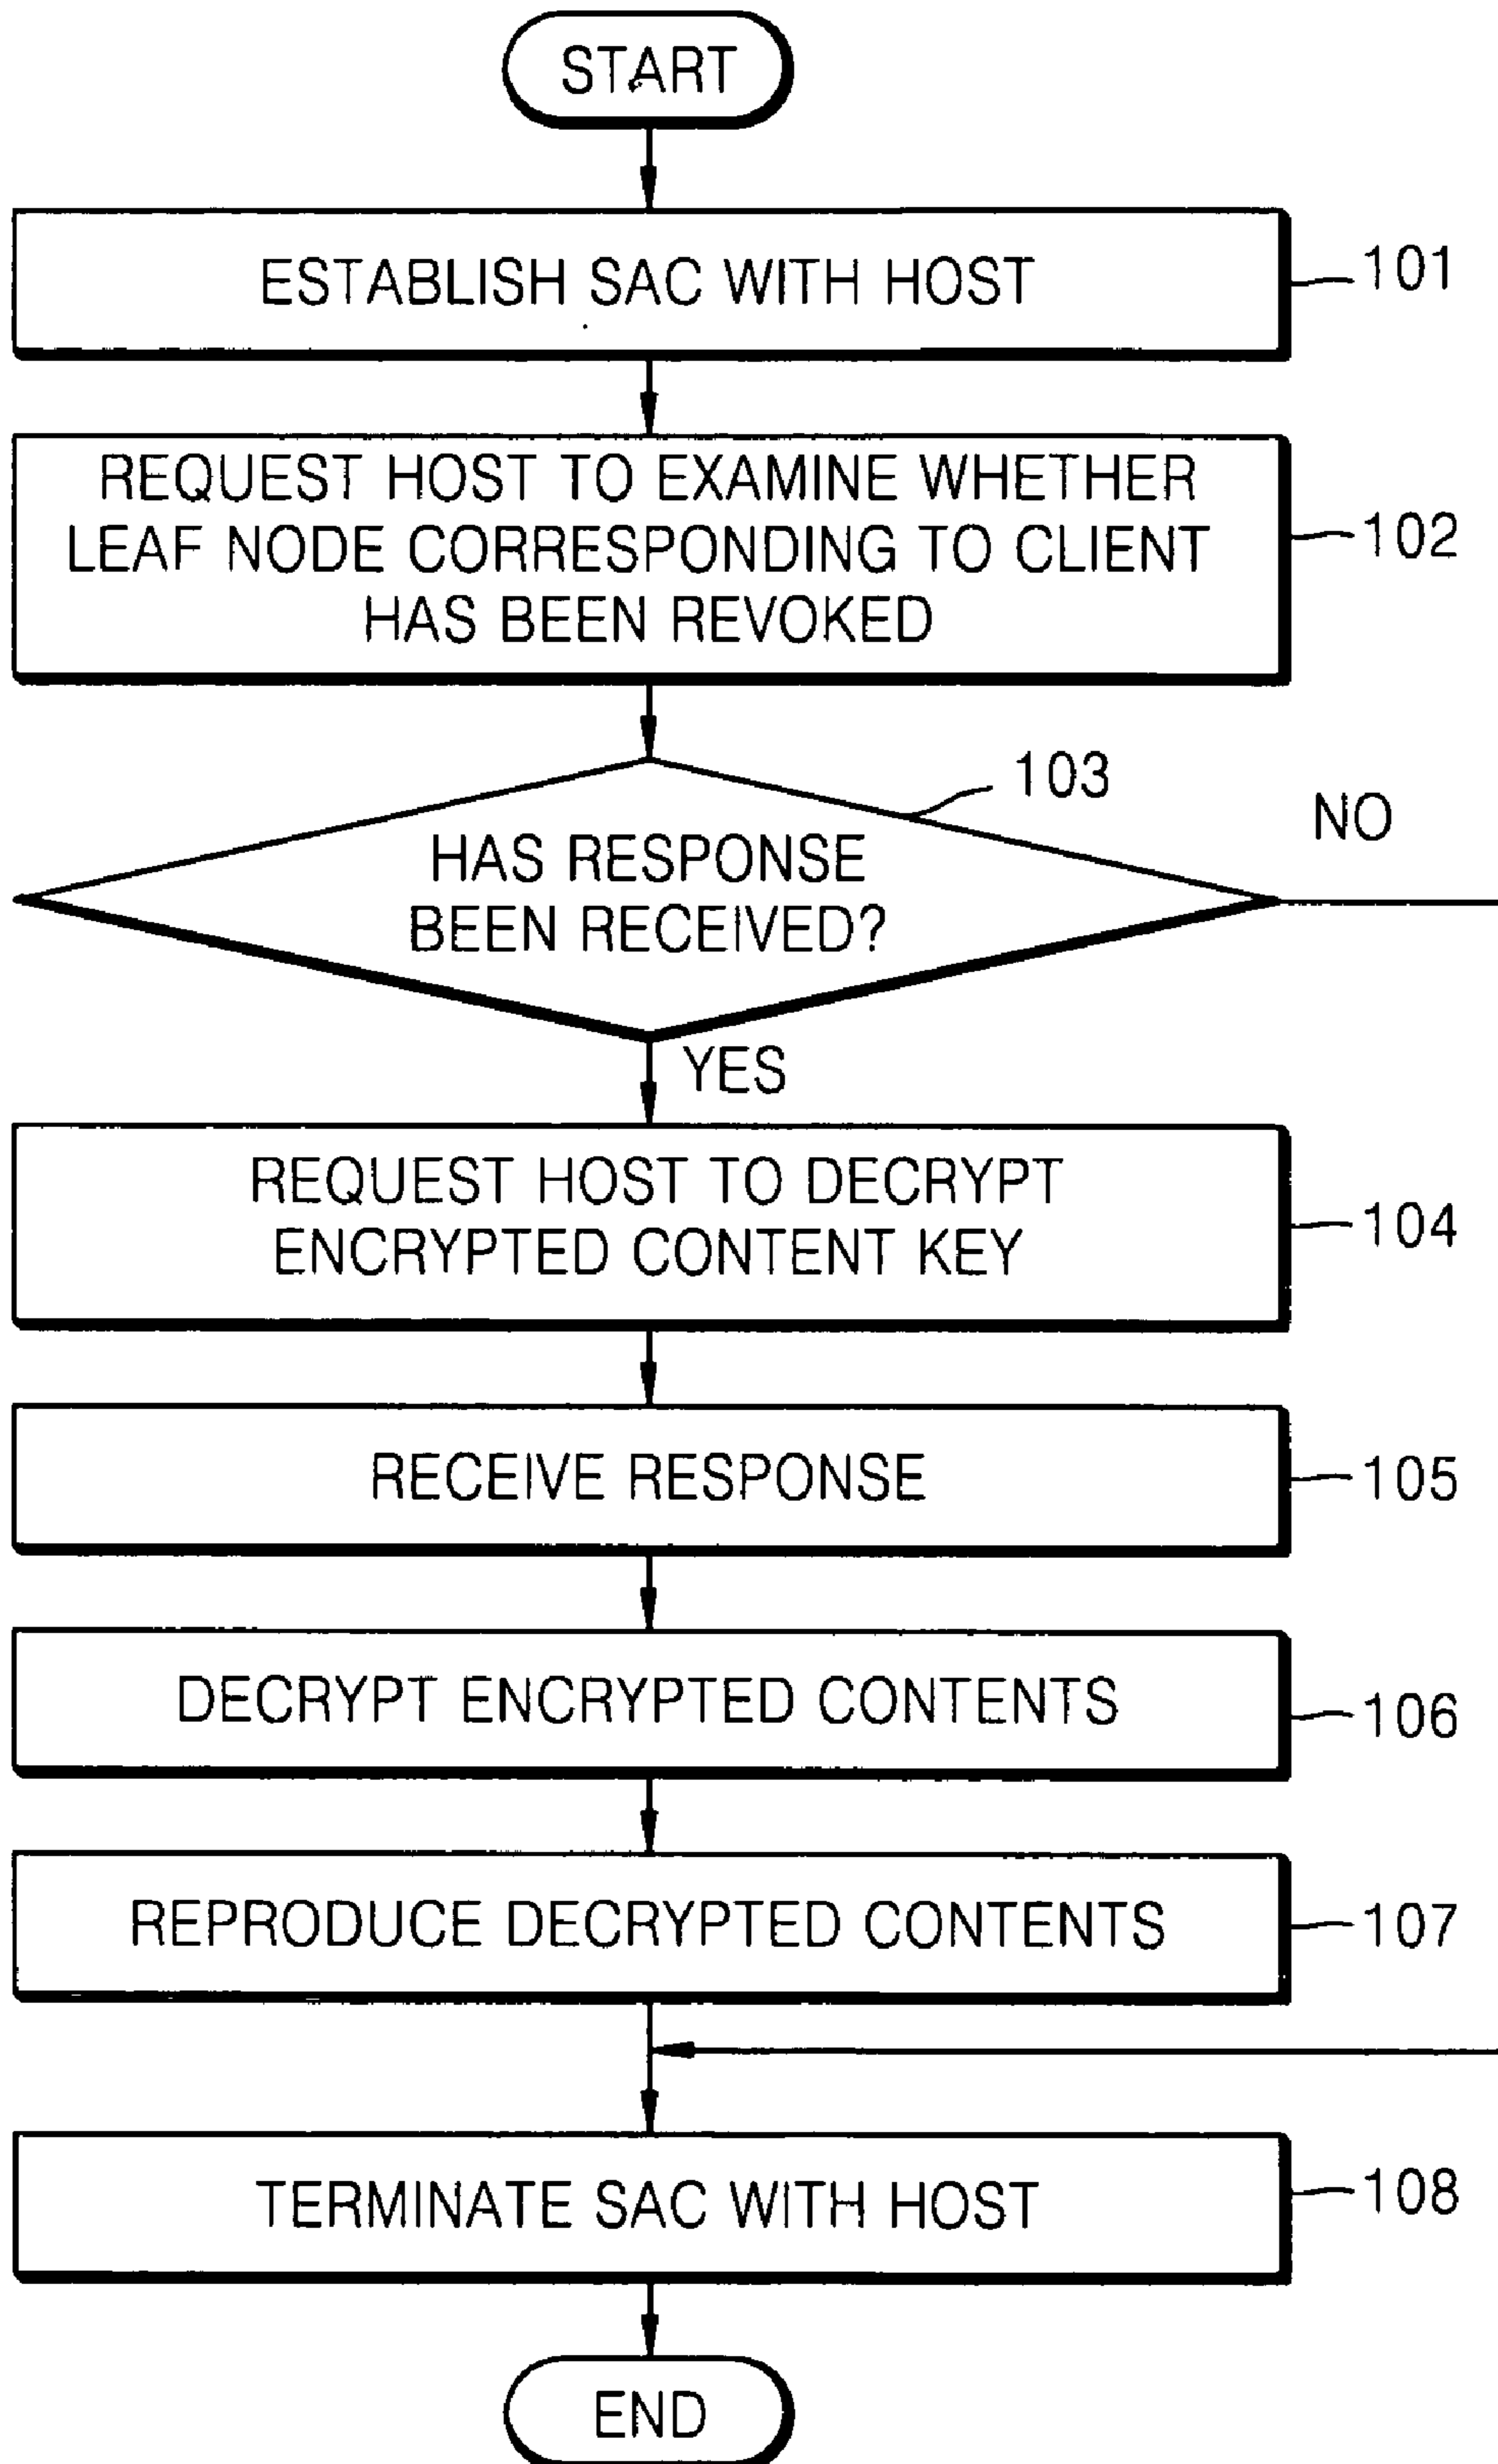 START
ESTABLISH SAC WITH HOST
101
REQUEST HOST TO EXAMINE WHETHER
LEAF NODE CORRESPONDING TO CLIENT
HAS BEEN REVOKED
102
103
NO
HAS RESPONSE
BEEN RECEIVED?
YES
REQUEST HOST TO DECRYPT
ENCRYPTED CONTENT KEY
104
RECEIVE RESPONSE
105
DECRYPT ENCRYPTED CONTENTS
106
REPRODUCE DECRYPTED CONTENTS
107
TERMINATE SAC WITH HOST
108
END